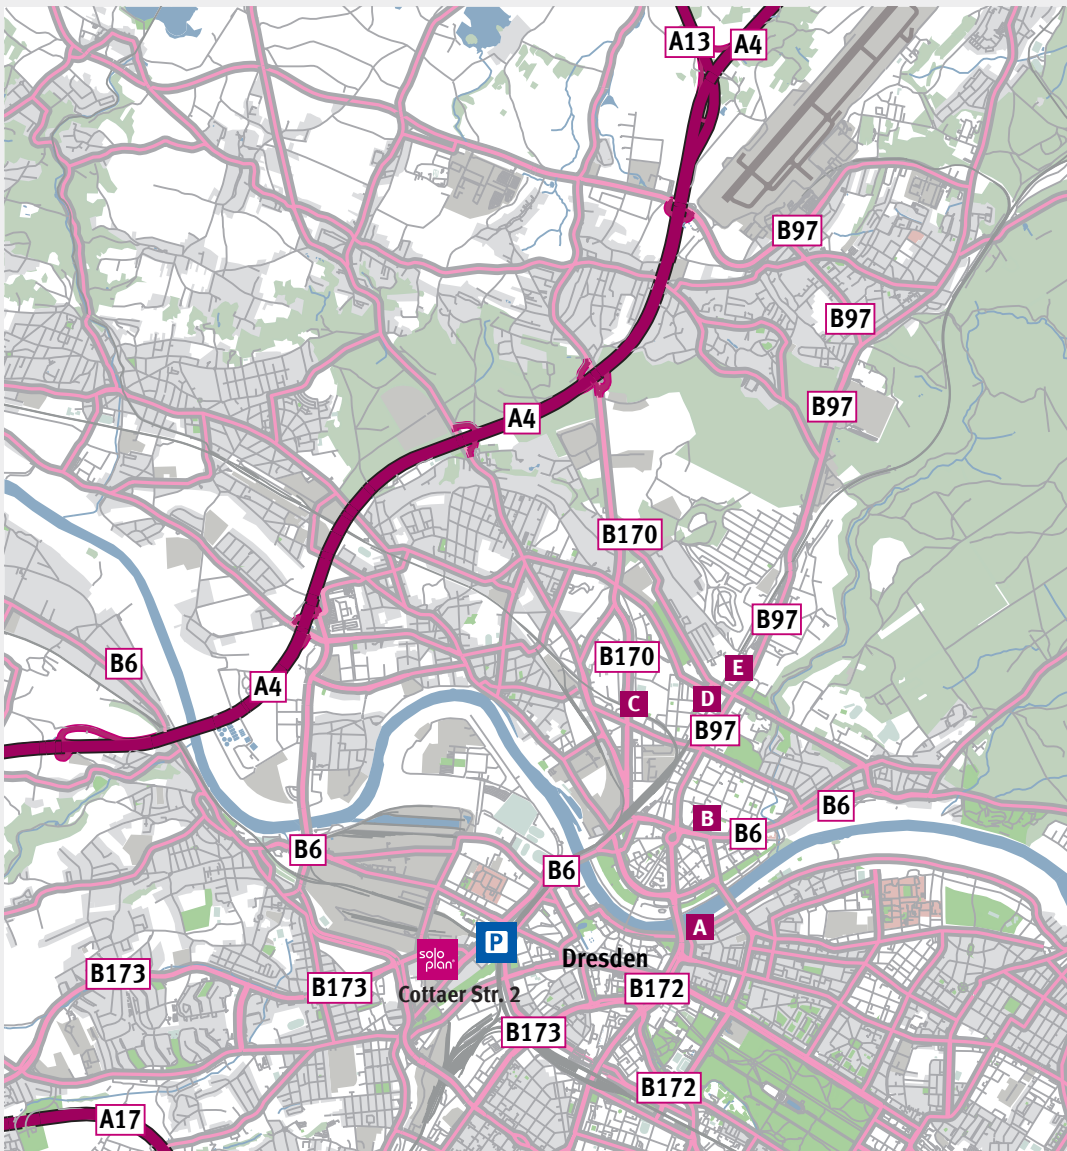 A13
A4
B97
B97
B97
A4
B170
B97
B170
B6
E
A4
D
C
B97
B6
B
B6
B6
B6
A
P
solo
plan®
Dresden
B173
B173
B172
Cottaer Str. 2
B173
B172
A17